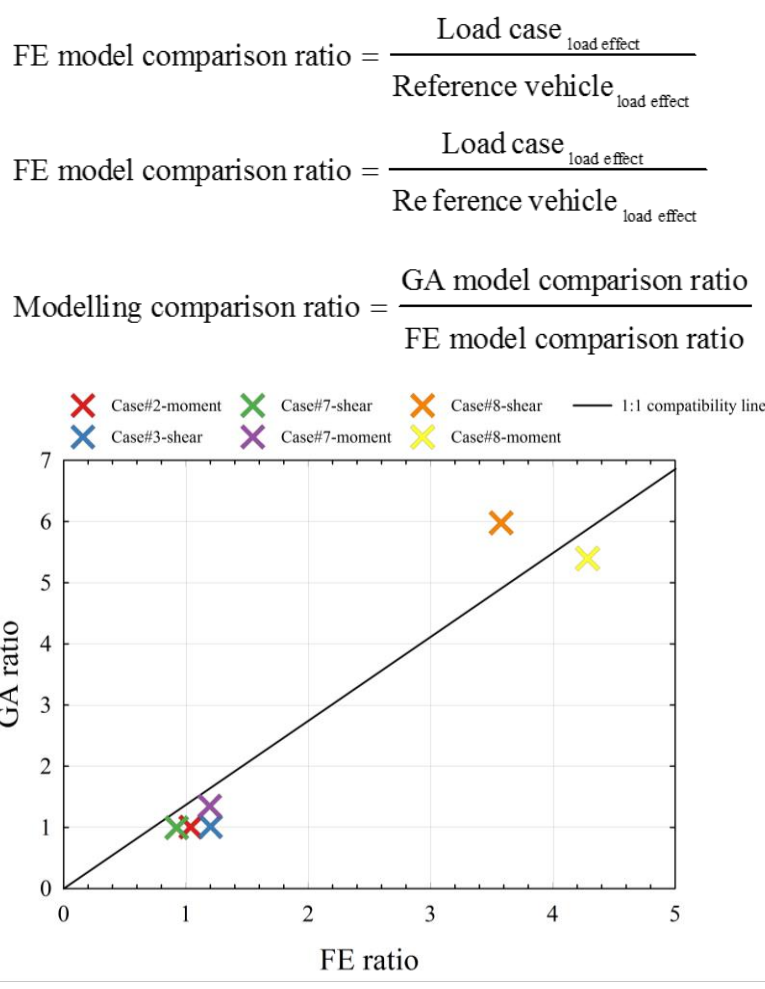 FE model comparison ratio = Load case load effect / Reference vehicle load effect
FE model comparison ratio = Load case load effect / Re ference vehicle load effect
Modelling comparison ratio = GA model comparison ratio / FE model comparison ratio
Case#2-moment Case#7-shear Case#8-shear 1:1 compatibility line
Case#3-shear Case#7-moment Case#8-moment
7
6
5
4
3
2
1
0
GA ratio
0 1 2 3 4 5
FE ratio